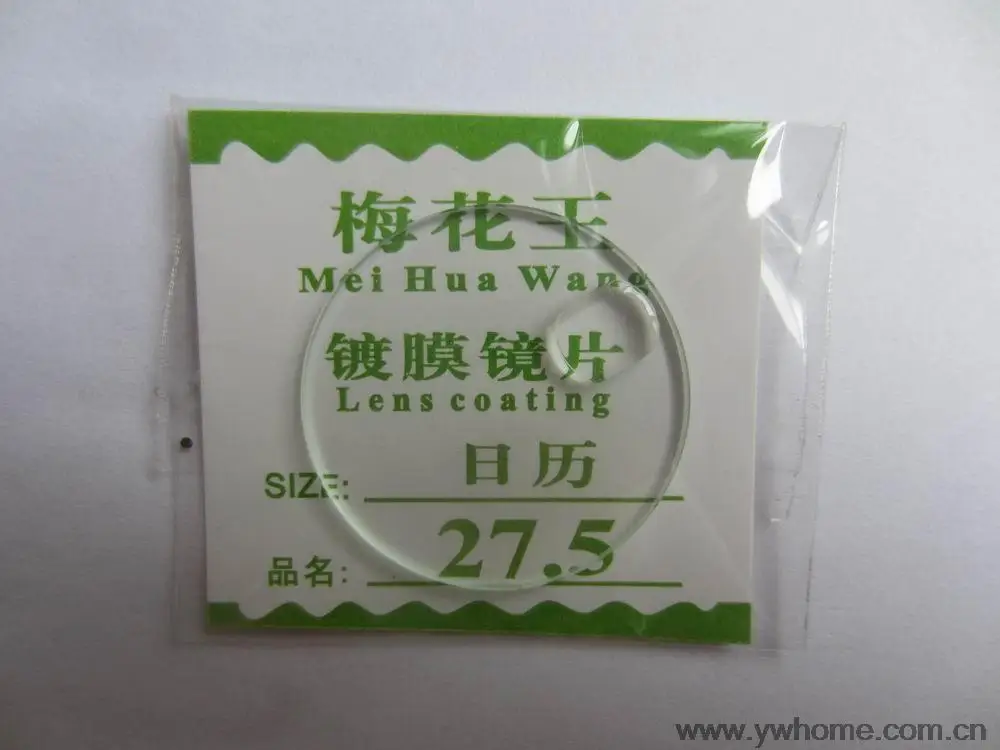 梅花王
Mei Hua Wang
镀膜镜片
Lens coating
SIZE: 日历
品名: 27.5
www.ywhome.com.cn